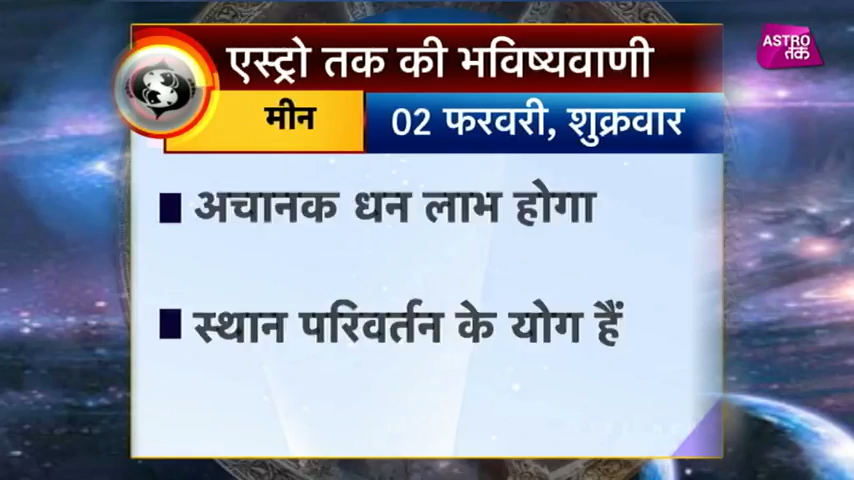 एस्ट्रो तक की भविष्यवाणी
ASTRO
तक
मीन
02 फरवरी, शुक्रवार
अचानक धन लाभ होगा
स्थान परिवर्तन के योग हैं